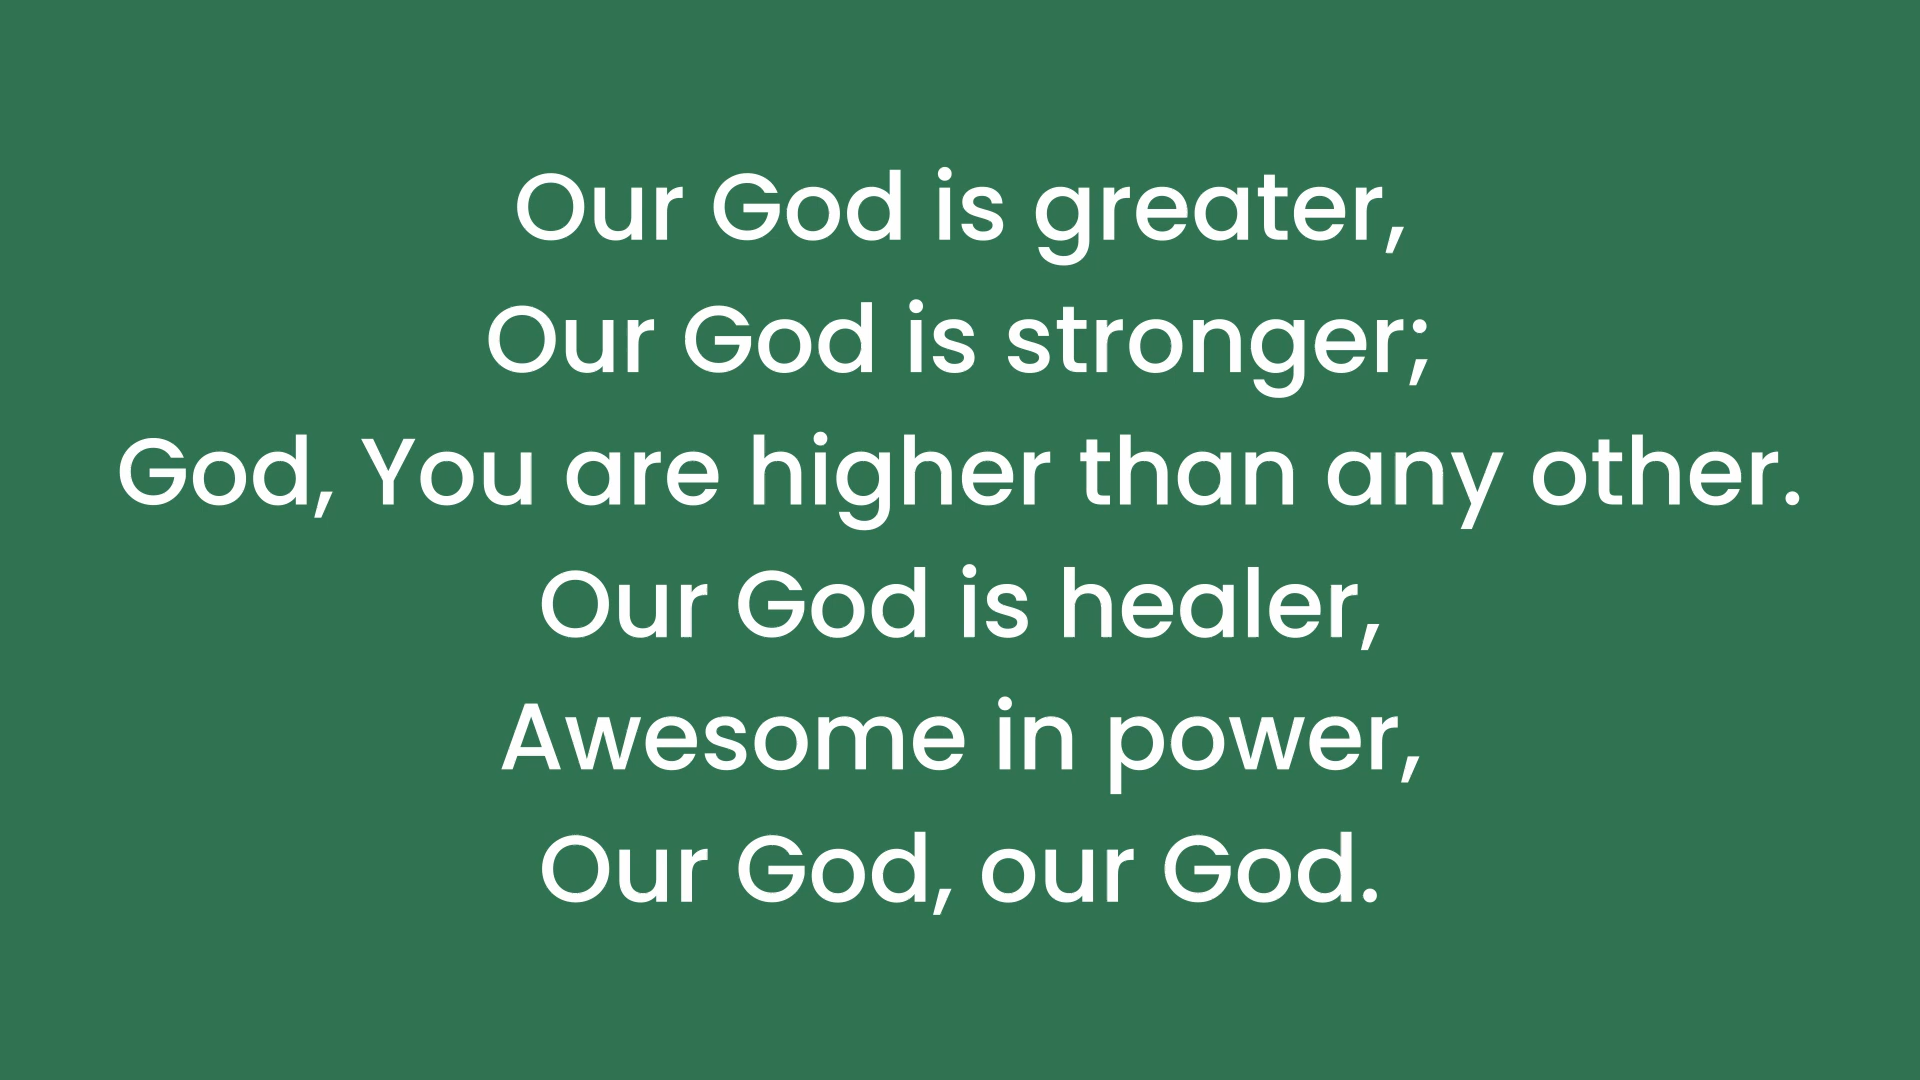 Our God is greater,
Our God is stronger;
God, You are higher than any other.
Our God is healer,
Awesome in power,
Our God, our God.